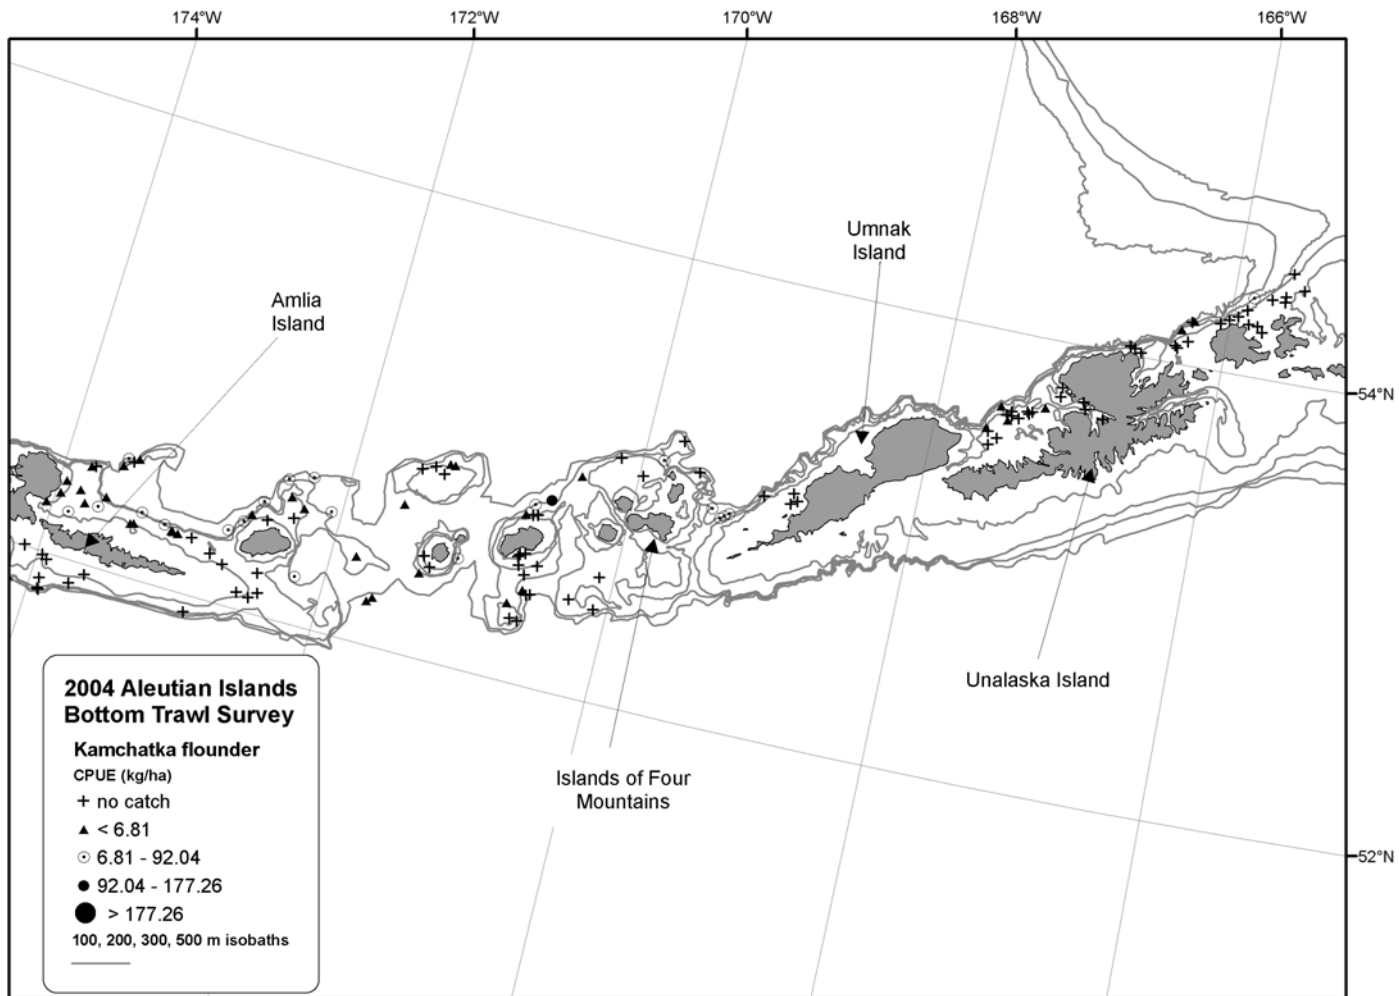 174°W
172°W
170°W
168°W
166°W
Umnak
Island
Amlia
Island
54°N
Unalaska Island
Islands of Four
Mountains
52°N
2004 Aleutian Islands
Bottom Trawl Survey
Kamchatka flounder
CPUE (kg/ha)
no catch
< 6.81
6.81 - 92.04
92.04 - 177.26
> 177.26
100, 200, 300, 500 m isobaths